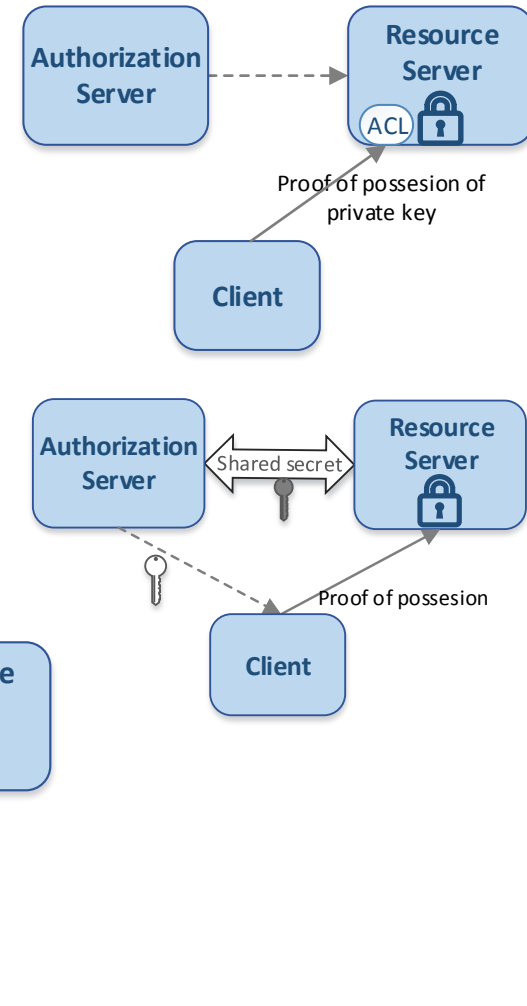 Authorization
Server
Resource
Server
ACL
Proof of possesion of
private key
Client
Authorization
Server
Shared secret
Resource
Server
Proof of possesion
Client
e